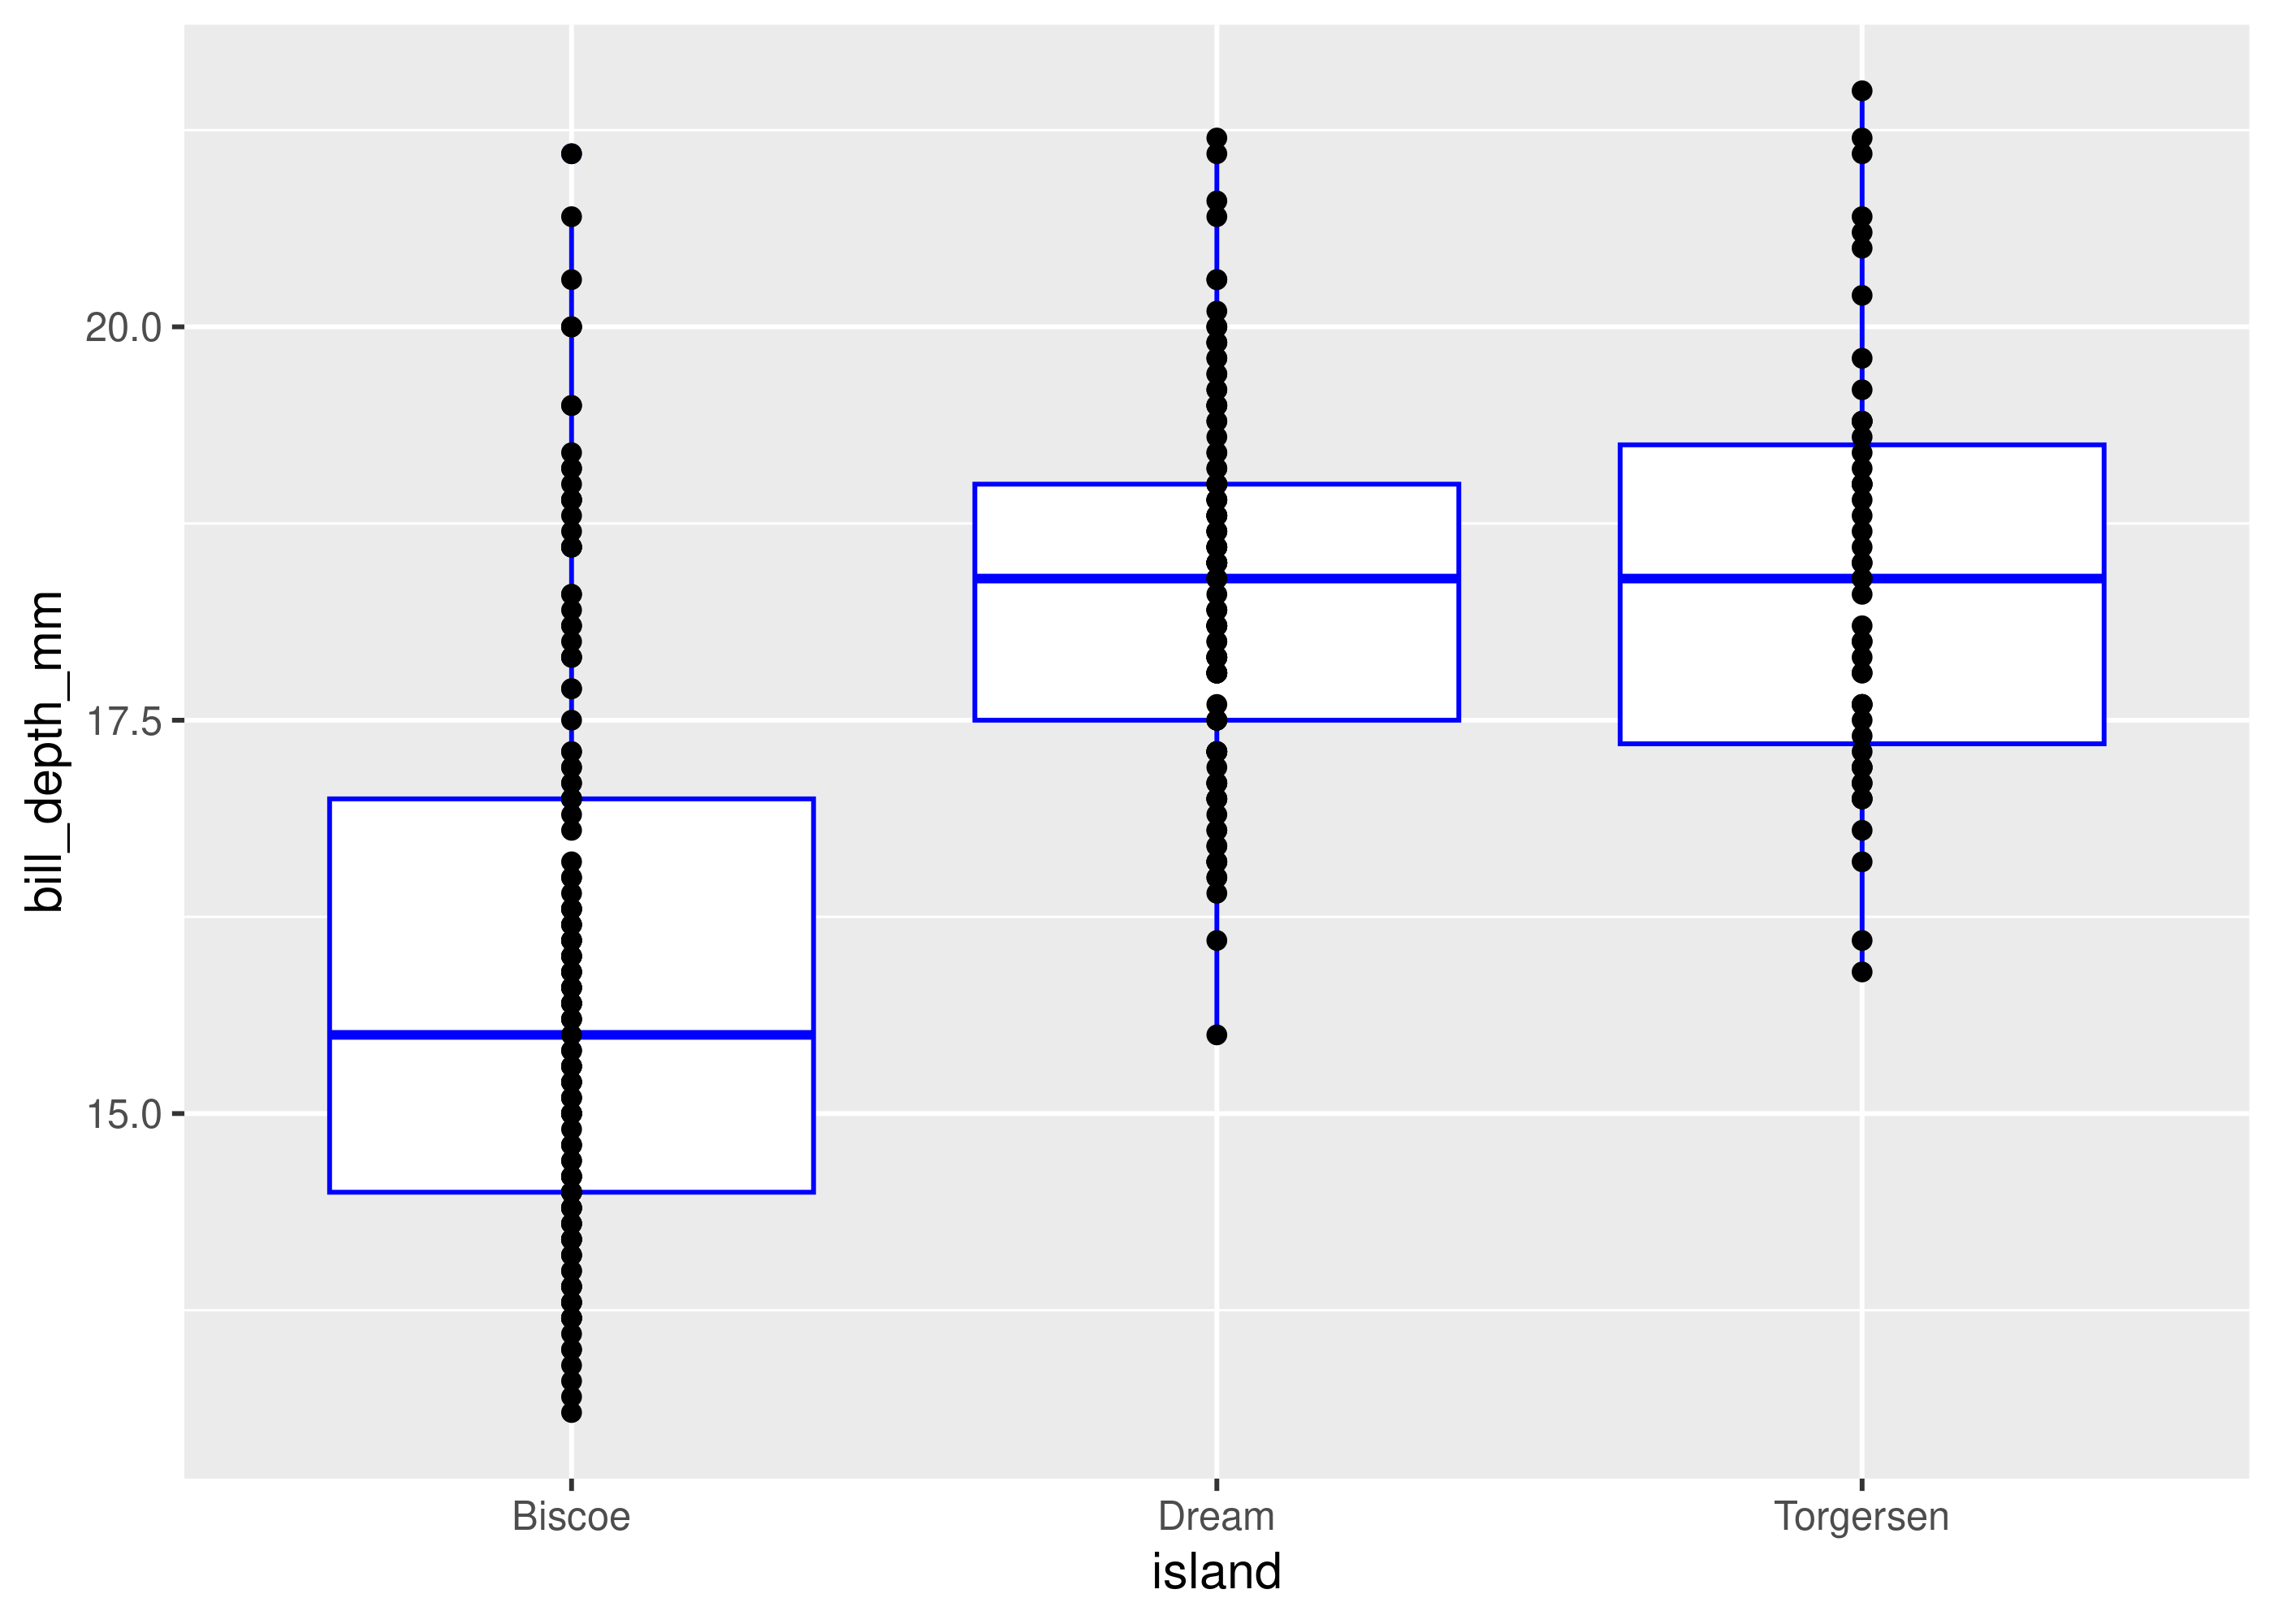 bill_depth_mm
20.0
17.5
15.0
Biscoe Dream Torgersen
island